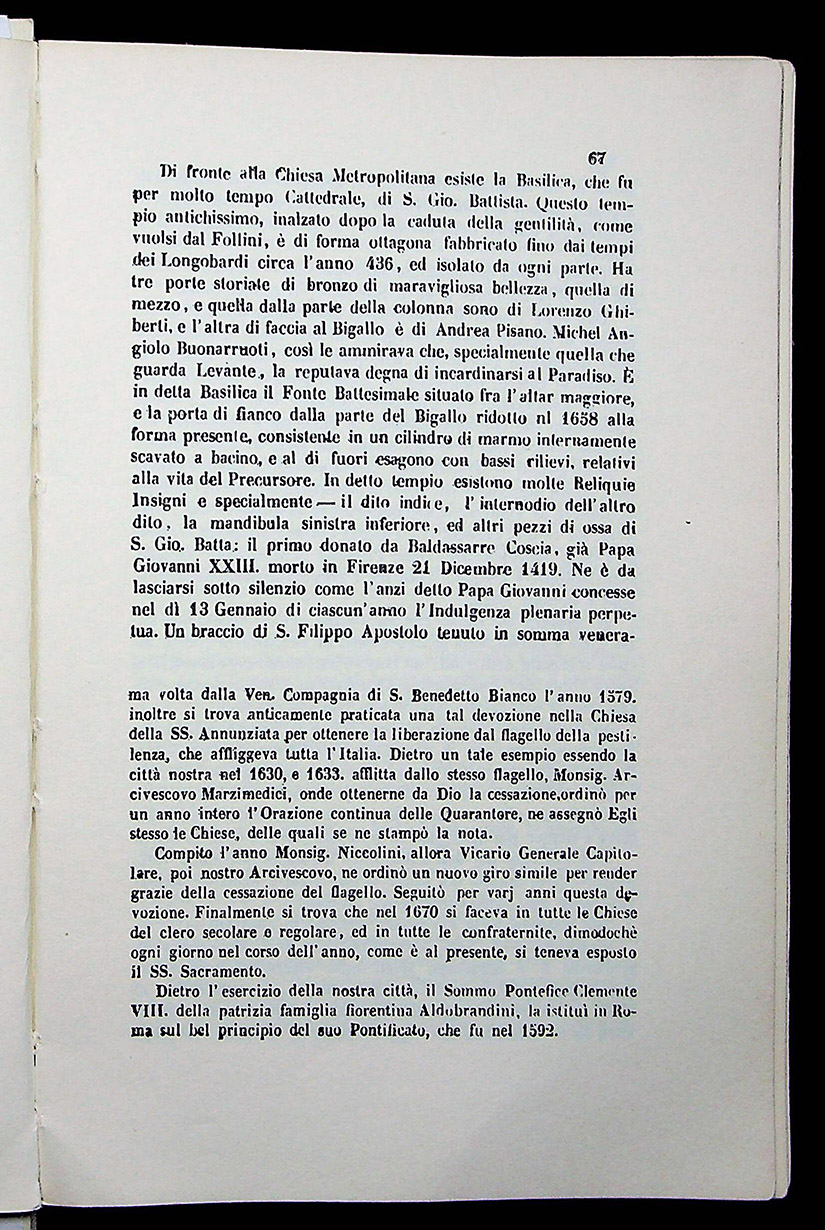 67
Di fronte alla Chiesa Metropolitana esiste la Basilica, che fu
per molto tempo Cattedrale, di S. Gio. Battista. Questo tem-
pio antichissimo, inalzato dopo la caduta della gentilità, come
vuolsi dal Follini, è di forma ottagona fabbricato fino dai tempi
dei Longobardi circa l'anno 436, ed isolato da ogni parte. Ha
tre porte storiate di bronzo di maravigliosa bellezza, quella di
mezzo, e quella dalla parte della colonna sono di Lorenzo Ghi-
berti, e l'altra di faccia al Bigallo è di Andrea Pisano. Michel An-
giolo Buonarruoti, così le ammirava che, specialmente quella che
guarda Levante, la reputava degna di incardinarsi al Paradiso. È
in detta Basilica il Fonte Battesimale situato fra l'altar maggiore,
e la porta di fianco dalla parte del Bigallo ridotto nl 1658 alla
forma presente, consistente in un cilindro di marmo internamente
scavato a bacino, e al di fuori esagono con bassi rilievi, relativi
alla vita del Precursore. In detto tempio esistono molte Reliquie
Insigni e specialmente — il dito indice, l'internodio dell'altro
dito, la mandibula sinistra inferiore, ed altri pezzi di ossa di
S. Gio. Batta: il primo donato da Baldassarre Coscia, già Papa
Giovanni XXIII. morto in Firenze 21 Dicembre 1419. Ne è da
lasciarsi sotto silenzio come l'anzi detto Papa Giovanni concesse
nel dì 13 Gennaio di ciascun'anno l'Indulgenza plenaria perpe-
tua. Un braccio di S. Filippo Apostolo tenuto in somma venera-
ma volta dalla Ven. Compagnia di S. Benedetto Bianco l'anno 1579.
inoltre si trova anticamente praticata una tal devozione nella Chiesa
della SS. Annunziata per ottenere la liberazione dal flagello della pesti-
lenza, che affliggeva tutta l'Italia. Dietro un tale esempio essendo la
città nostra nel 1630, e 1633. afflitta dallo stesso flagello, Monsig. Ar-
civescovo Marzimedici, onde ottenerne da Dio la cessazione,ordinò per
un anno intero l'Orazione continua delle Quarantore, ne assegnò Egli
stesso le Chiese, delle quali se ne stampò la nota.
Compito l'anno Monsig. Niccolini, allora Vicario Generale Capito-
lare, poi nostro Arcivescovo, ne ordinò un nuovo giro simile per render
grazie della cessazione del flagello. Seguitò per varj anni questa de-
vozione. Finalmente si trova che nel 1670 si faceva in tutte le Chiese
del clero secolare e regolare, ed in tutte le confraternite, dimodochè
ogni giorno nel corso dell'anno, come è al presente, si teneva esposto
il SS. Sacramento.
Dietro l'esercizio della nostra città, il Sommo Pontefice Clemente
VIII. della patrizia famiglia fiorentina Aldobrandini, la istituì in Ro-
ma sul bel principio del suo Pontificato, che fu nel 1592.